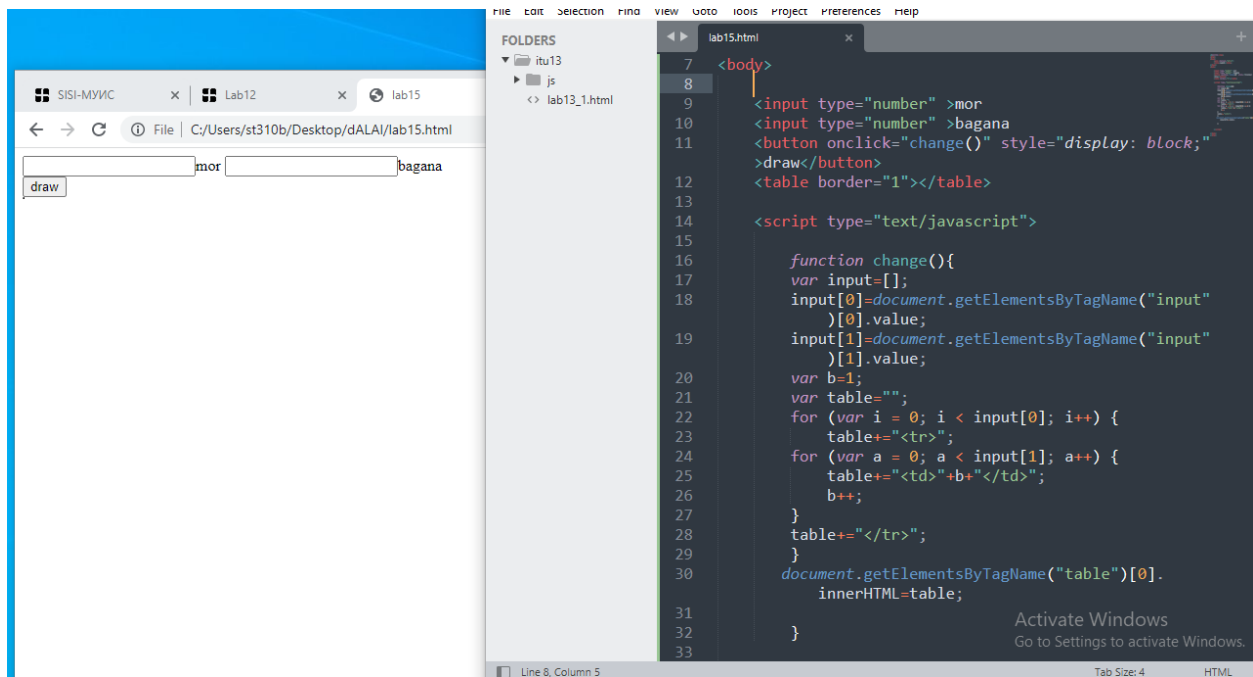 SISI-МУИС
Lab12
lab15
File C:/Users/st310b/Desktop/dALAI/lab15.html
mor
bagana
draw
File Edit Selection Find View Goto Tools Project Preferences Help
FOLDERS
itu13
js
<> lab13_1.html
lab15.html
7 <body>
8
9 <input type="number" >mor
10 <input type="number" >bagana
11 <button onclick="change()" style="display: block;"
>draw</button>
12 <table border="1"></table>
13
14 <script type="text/javascript">
15
16 function change(){
17 var input=[];
18 input[0]=document.getElementsByTagName("input"
)[0].value;
19 input[1]=document.getElementsByTagName("input"
)[1].value;
20 var b=1;
21 var table="";
22 for (var i = 0; i < input[0]; i++) {
23 table+="<tr>";
24 for (var a = 0; a < input[1]; a++) {
25 table+="<td>"+b+"</td>";
26 b++;
27 }
28 table+="</tr>";
29 }
30 document.getElementsByTagName("table")[0].
innerHTML=table;
31
32 }
33
Activate Windows
Go to Settings to activate Windows.
Line 8, Column 5
Tab Size: 4
HTML